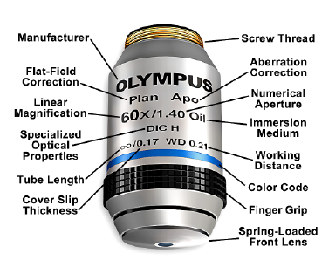 Manufacturer
Screw Thread
Flat-Field
Correction
Aberration
Correction
OLYMPUS
Plan Apo
Linear
Magnification
60X/1.40 Oil
Numerical
Aperture
DIC H
Immersion
Medium
Specialized
Optical
Properties
∞/0.17 WD 0.21
Working
Distance
Tube Length
Color Code
Cover Slip
Thickness
Finger Grip
Spring-Loaded
Front Lens